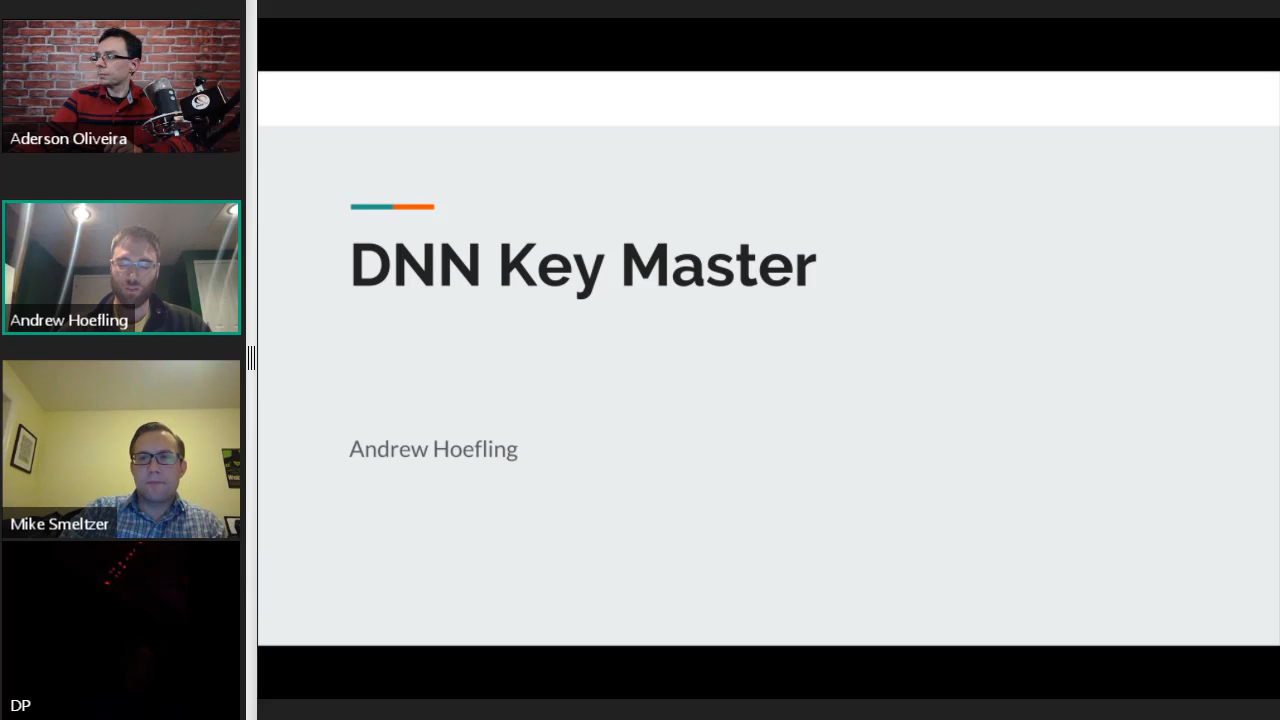 Aderson Oliveira
Andrew Hoefling
Mike Smeltzer
DP
DNN Key Master
Andrew Hoefling